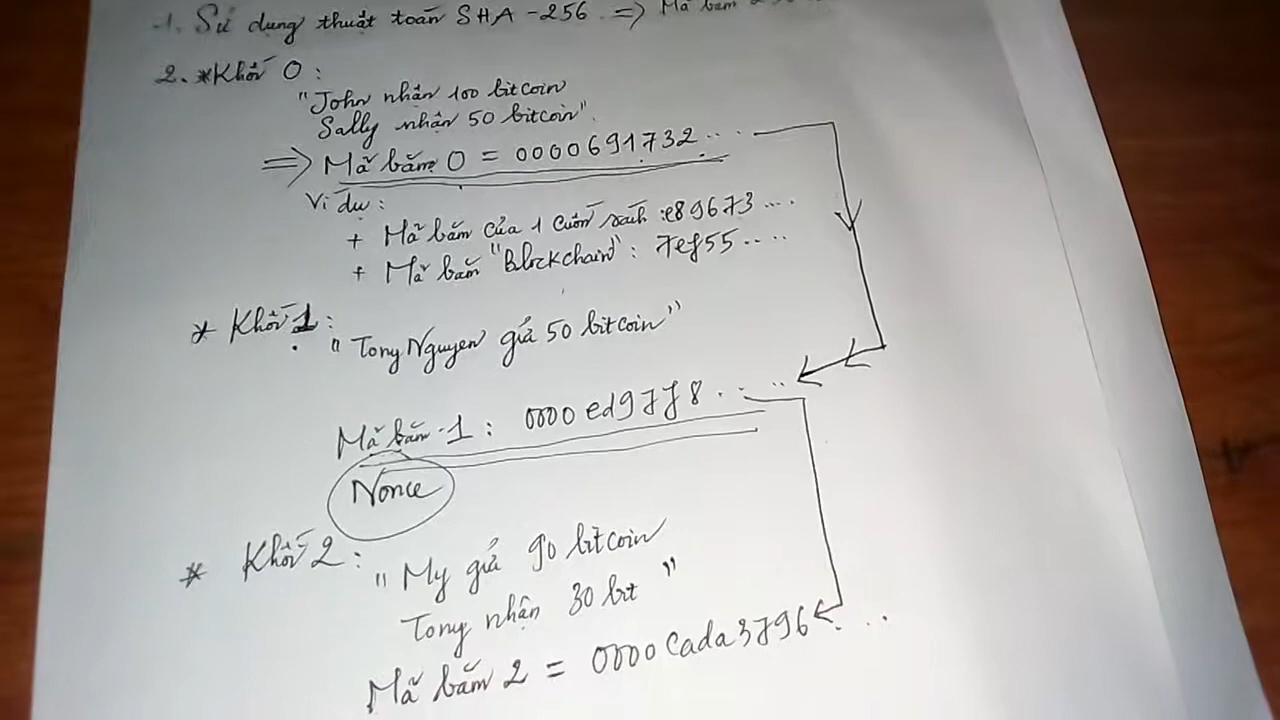 1. Sử dụng thuật toán SHA-256 => Mã băm
2. *Khối 0:
"John nhận 100 bitcoin
Sally nhận 50 bitcoin"
=> Mã băm 0 = 0000691732...
Ví dụ:
+ Mã băm của 1 cuốn sách: e89673....
+ Mã băm "Blockchain": 7ef55....
* Khối 1:
"Tony Nguyen gửi 50 bitcoin"
Mã băm 1: 0000ed977f8....
Nonce
* Khối 2:
"My gửi 90 bitcoin
Tony nhận 30 bit"
Mã băm 2 = 0000cada3796...